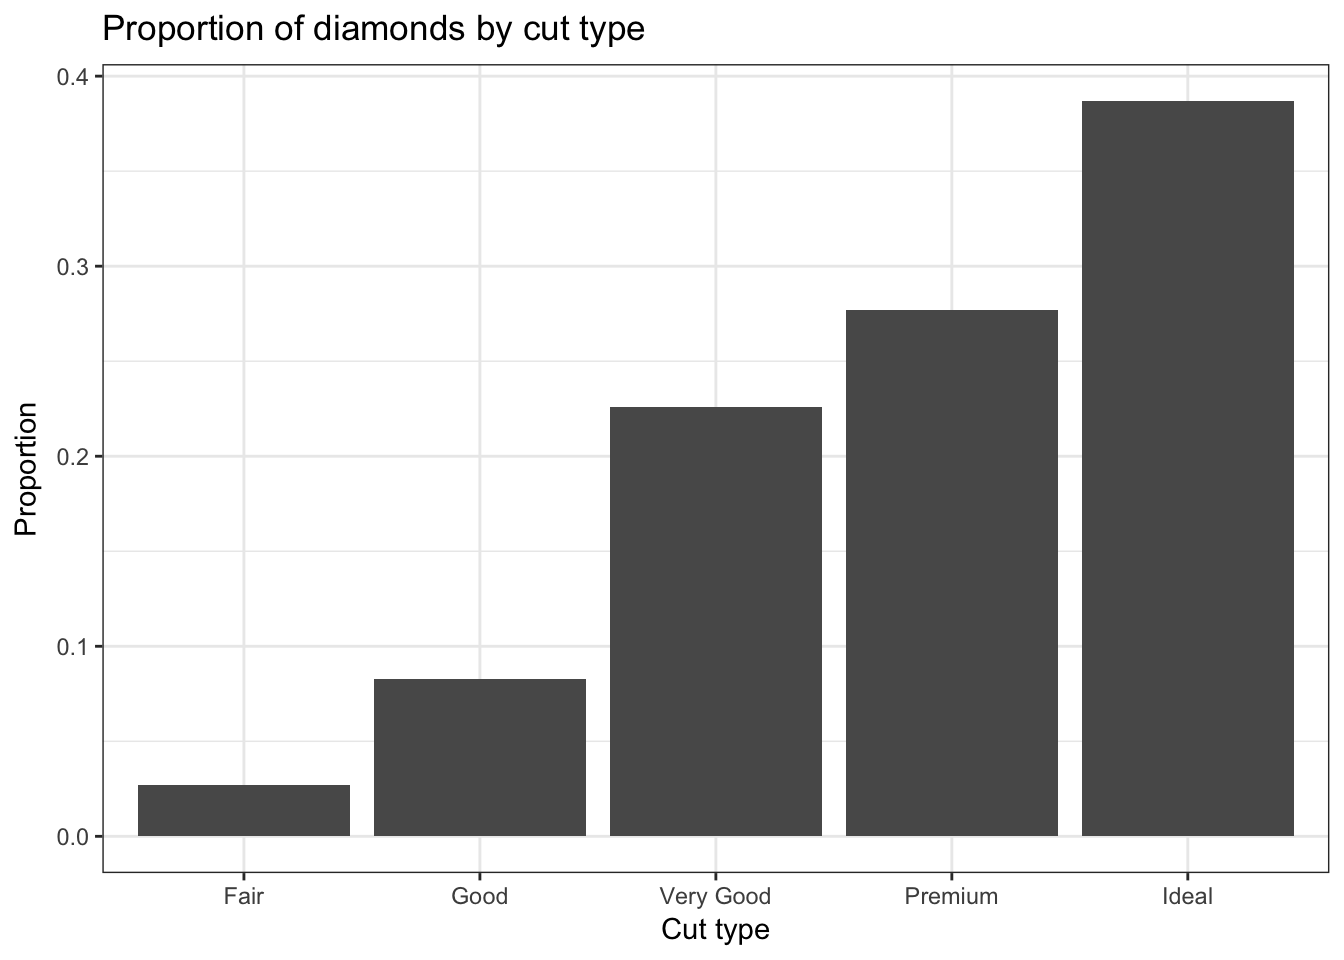 Proportion of diamonds by cut type
0.4
0.3
0.2
0.1
0.0
Proportion
Fair Good Very Good Premium Ideal
Cut type